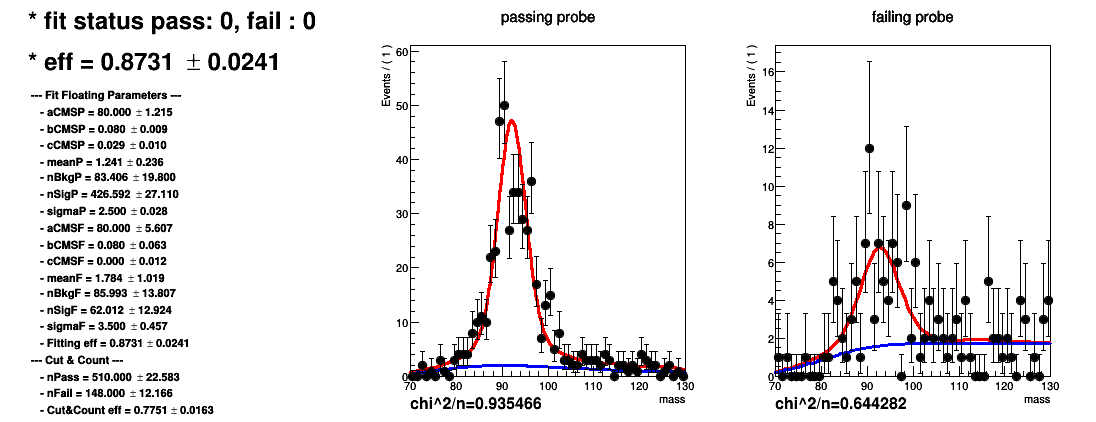 * fit status pass: 0, fail : 0
* eff = 0.8731 ± 0.0241
--- Fit Floating Parameters ---
- aCMSP = 80.000 ± 1.215
- bCMSP = 0.080 ± 0.009
- cCMSP = 0.029 ± 0.010
- meanP = 1.241 ± 0.236
- nBkgP = 83.406 ± 19.800
- nSigP = 426.592 ± 27.110
- sigmaP = 2.500 ± 0.028
- aCMSF = 80.000 ± 5.607
- bCMSF = 0.080 ± 0.063
- cCMSF = 0.000 ± 0.012
- meanF = 1.784 ± 1.019
- nBkgF = 85.993 ± 13.807
- nSigF = 62.012 ± 12.924
- sigmaF = 3.500 ± 0.457
- Fitting eff = 0.8731 ± 0.0241
--- Cut & Count ---
- nPass = 510.000 ± 22.583
- nFail = 148.000 ± 12.166
- Cut&Count eff = 0.7751 ± 0.0163
passing probe
Events / ( 1 )
60
50
40
30
20
10
0
70 80 90 100 110 120 130
mass
chi^2/n=0.935466
failing probe
Events / ( 1 )
16
14
12
10
8
6
4
2
0
70 80 90 100 110 120 130
mass
chi^2/n=0.644282